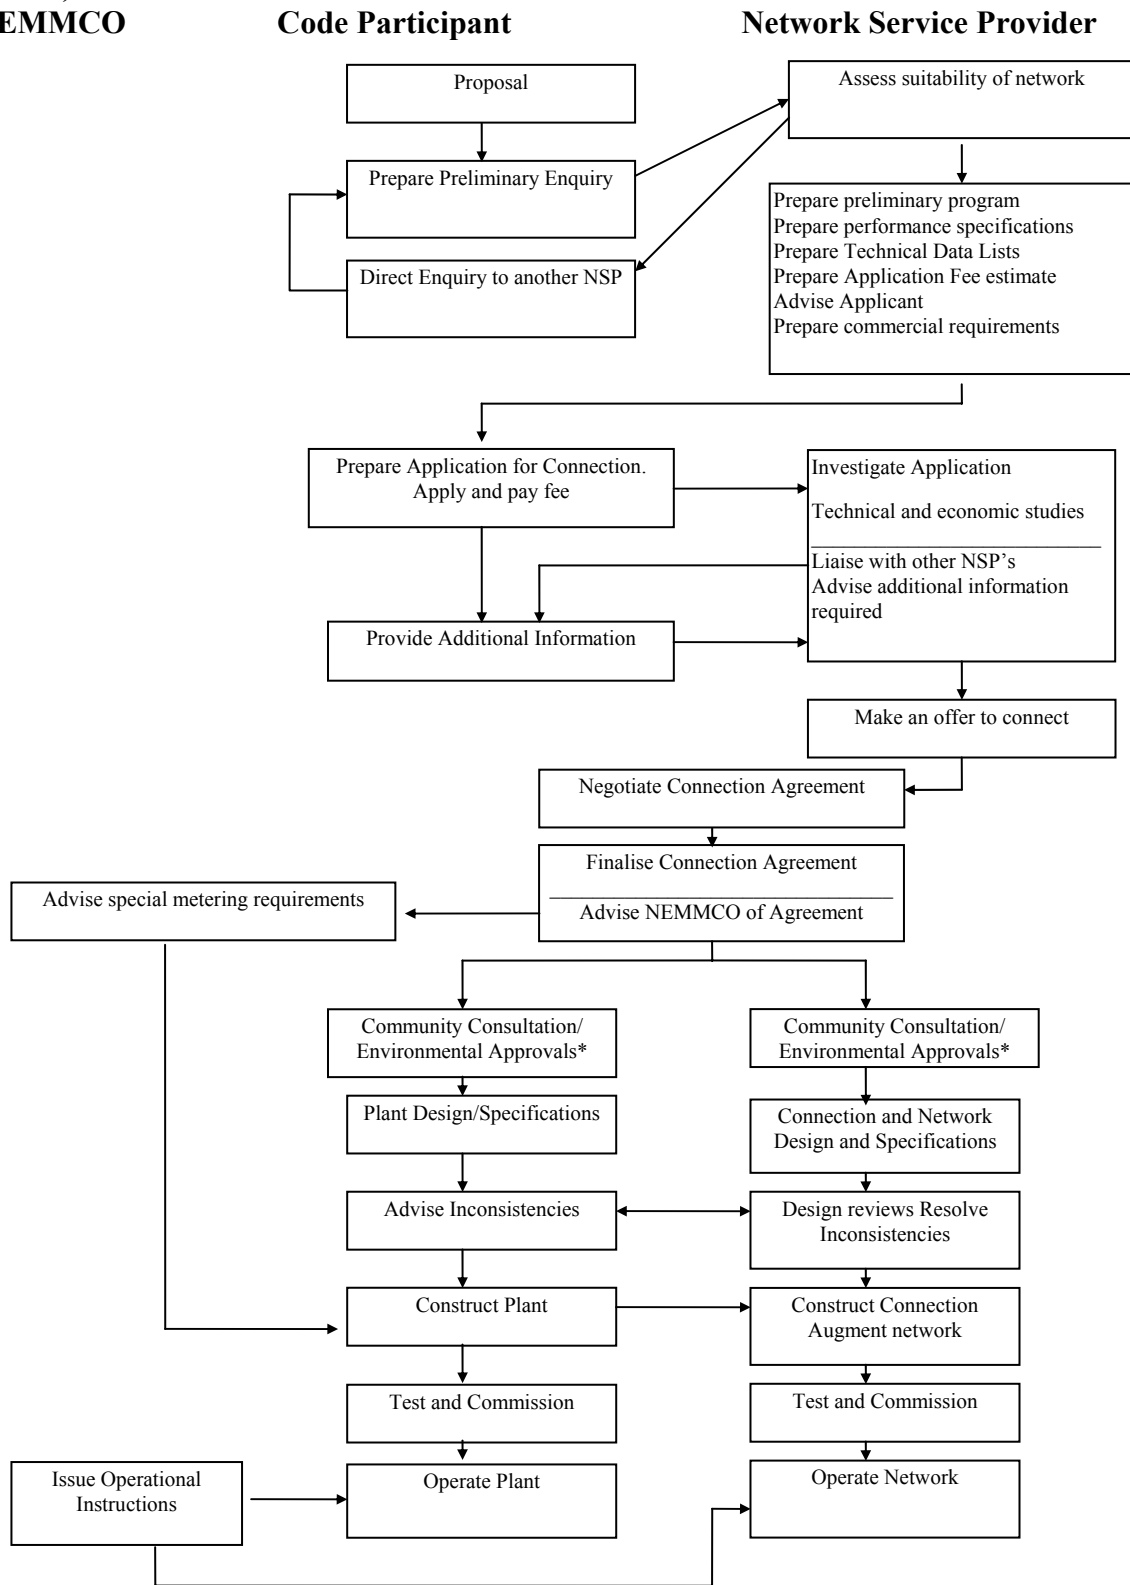 EMMCO
Code Participant
Network Service Provider
Proposal
Assess suitability of network
Prepare Preliminary Enquiry
Direct Enquiry to another NSP
Prepare preliminary program
Prepare performance specifications
Prepare Technical Data Lists
Prepare Application Fee estimate
Advise Applicant
Prepare commercial requirements
Prepare Application for Connection.
Apply and pay fee
Investigate Application
Technical and economic studies
Liaise with other NSP’s
Advise additional information
required
Provide Additional Information
Make an offer to connect
Negotiate Connection Agreement
Finalise Connection Agreement
Advise NEMMCO of Agreement
Advise special metering requirements
Community Consultation/
Environmental Approvals*
Community Consultation/
Environmental Approvals*
Plant Design/Specifications
Connection and Network
Design and Specifications
Advise Inconsistencies
Design reviews Resolve
Inconsistencies
Construct Plant
Construct Connection
Augment network
Test and Commission
Test and Commission
Issue Operational
Instructions
Operate Plant
Operate Network